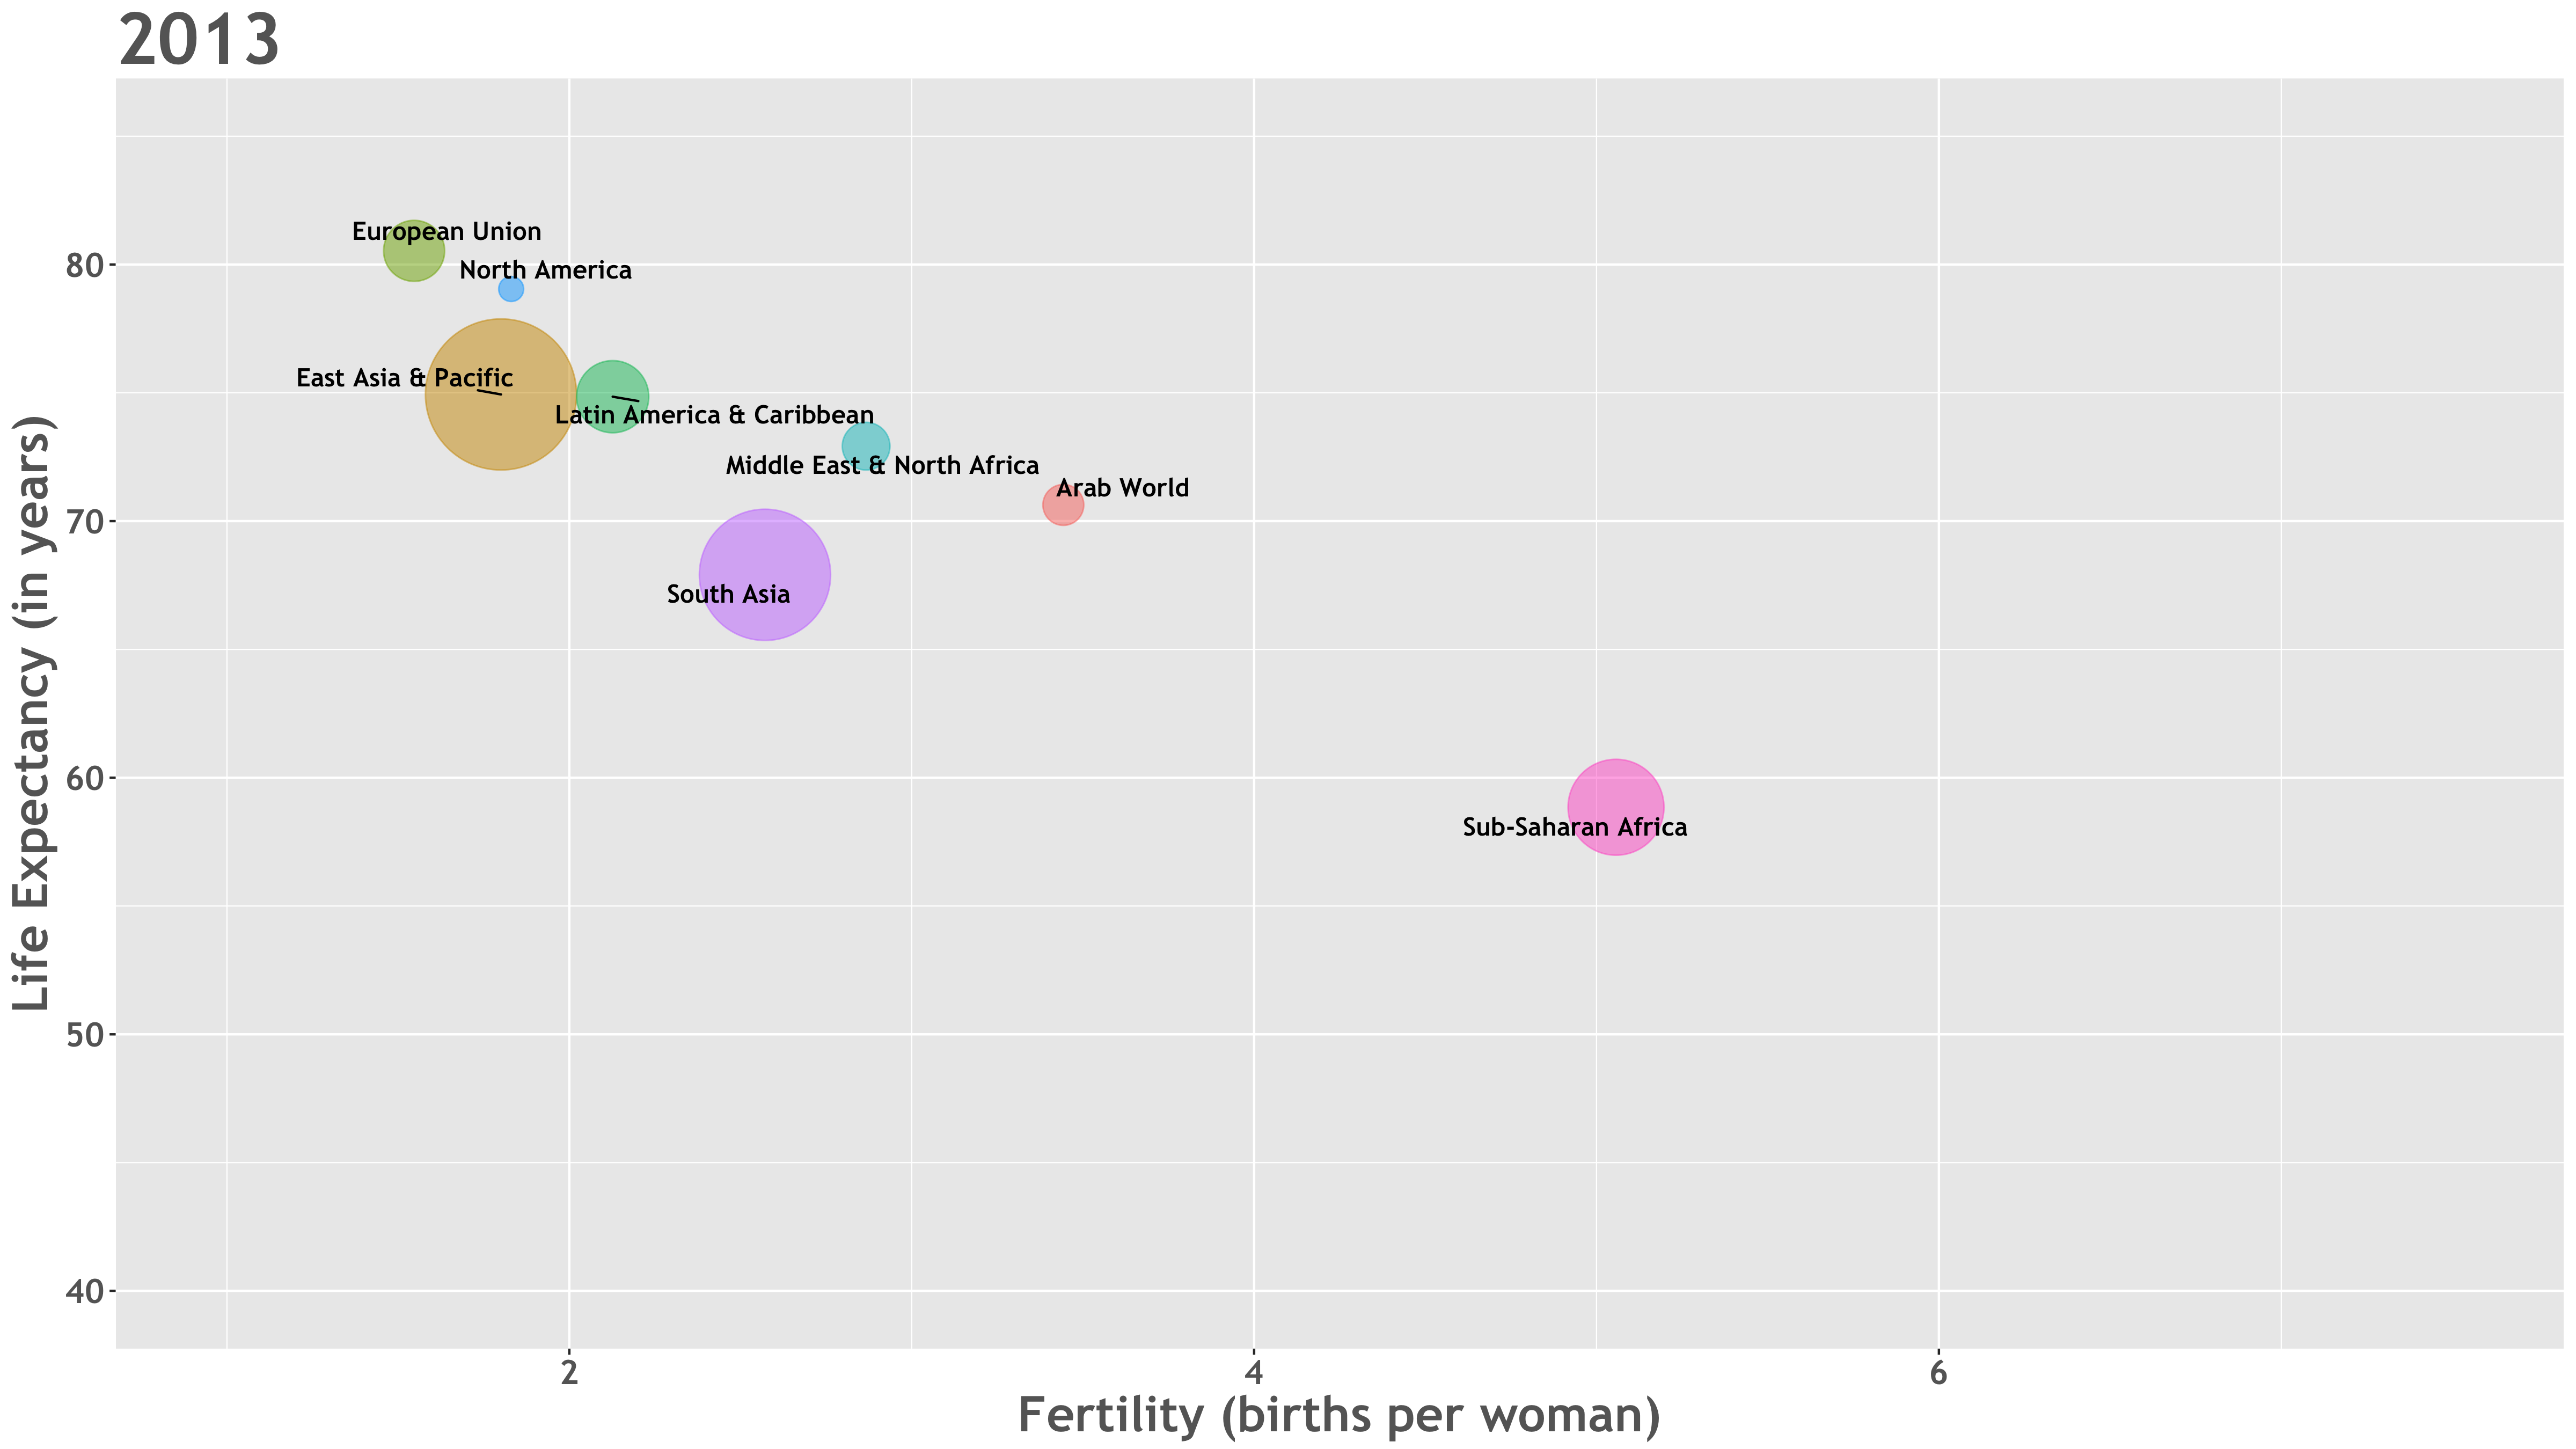 2013
European Union
North America
East Asia & Pacific
Latin America & Caribbean
Middle East & North Africa
Arab World
South Asia
Sub-Saharan Africa
80
70
60
50
40
Life Expectancy (in years)
2 4 6
Fertility (births per woman)